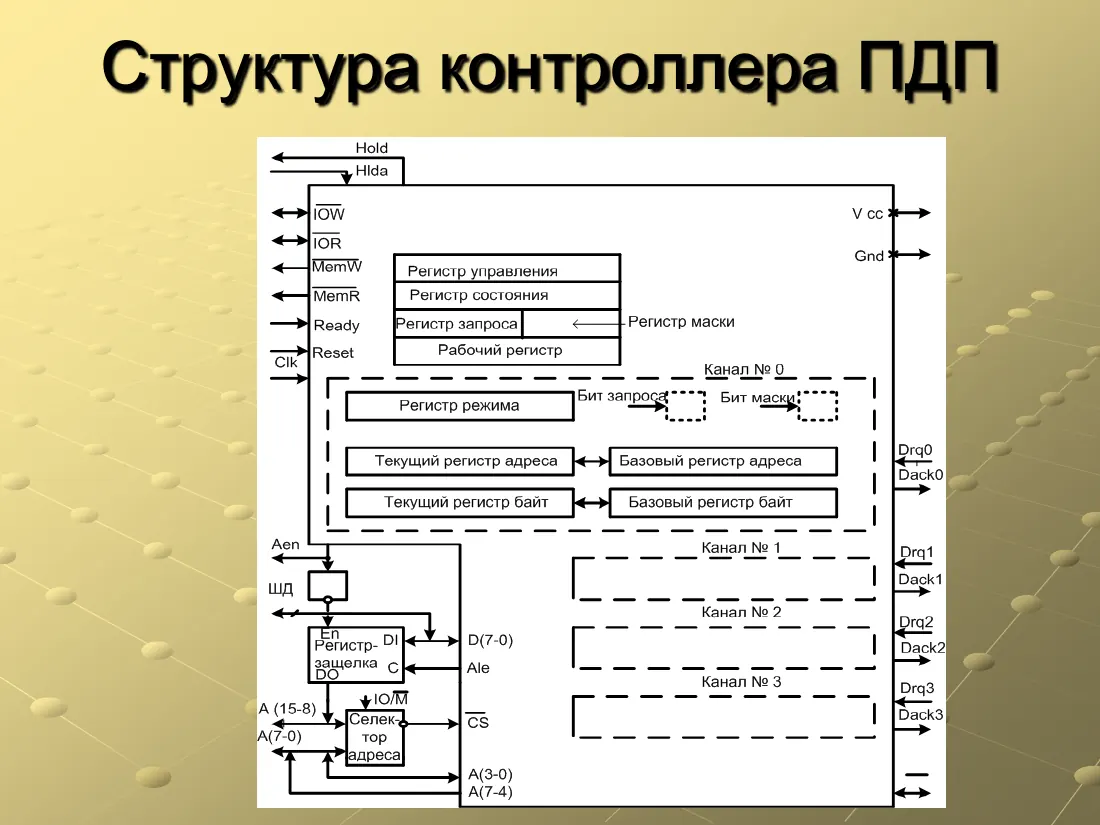 Структура контроллера ПДП
Hold
Hlda
IOW
V cc
IOR
Gnd
MemW
Регистр управления
MemR
Регистр состояния
Ready
Регистр запроса
Регистр маски
Reset
Рабочий регистр
Clk
Канал № 0
Регистр режима
Бит запроса
Бит маски
Drq0
Текущий регистр адреса
Базовый регистр адреса
Dack0
Текущий регистр байт
Базовый регистр байт
Aen
Канал № 1
Drq1
ШД
Dack1
Канал № 2
Drq2
En
DI
D(7-0)
Регистр-
защелка
Dack2
C
Ale
DO
Канал № 3
Drq3
IO/M
A (15-8)
Dack3
Селек-
тор
адреса
CS
A(7-0)
A(3-0)
A(7-4)